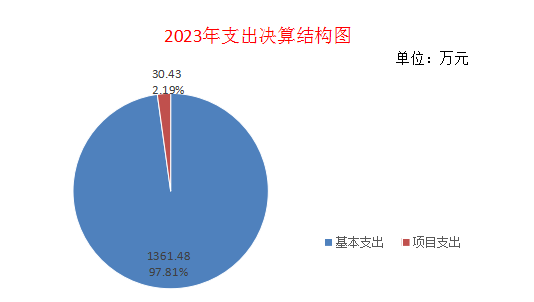 2023年支出决算结构图
单位：万元
30.43
2.19%
1361.48
97.81%
基本支出
项目支出